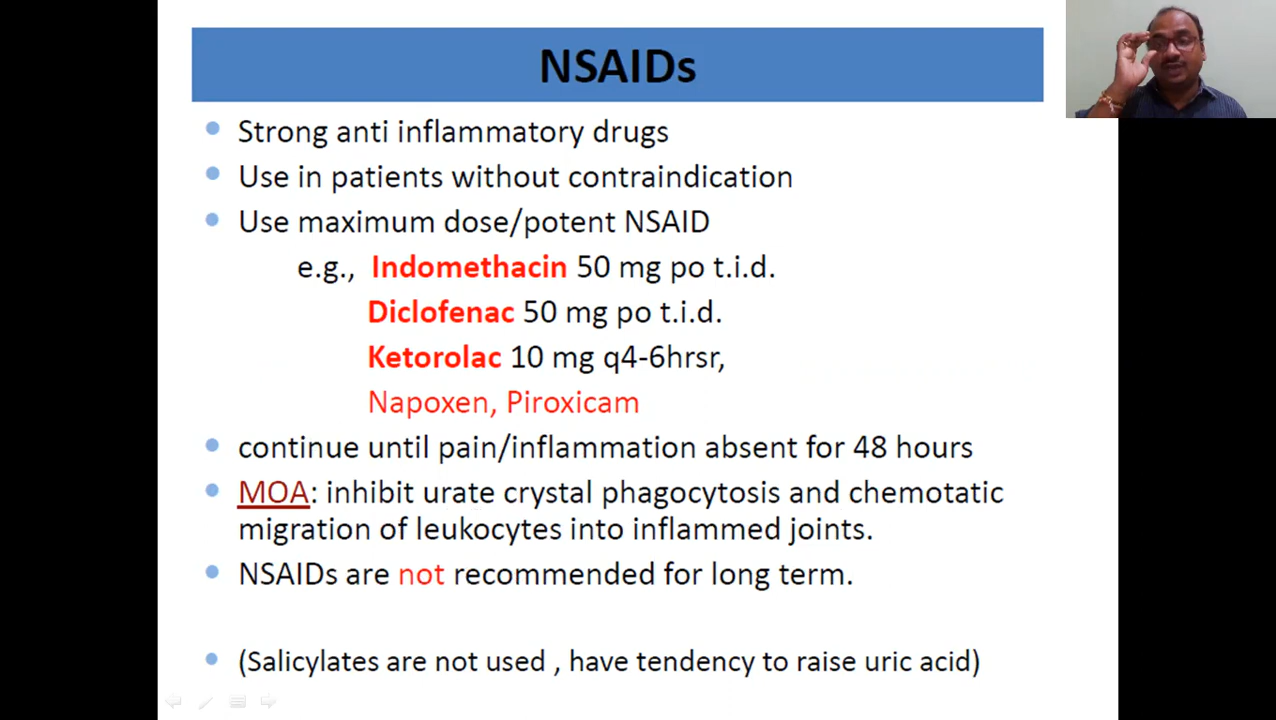 NSAIDs
Strong anti inflammatory drugs
Use in patients without contraindication
Use maximum dose/potent NSAID
e.g., Indomethacin 50 mg po t.i.d.
Diclofenac 50 mg po t.i.d.
Ketorolac 10 mg q4-6hrsr,
Napoxen, Piroxicam
continue until pain/inflammation absent for 48 hours
MOA: inhibit urate crystal phagocytosis and chemotatic
migration of leukocytes into inflammed joints.
NSAIDs are not recommended for long term.
(Salicylates are not used , have tendency to raise uric acid)